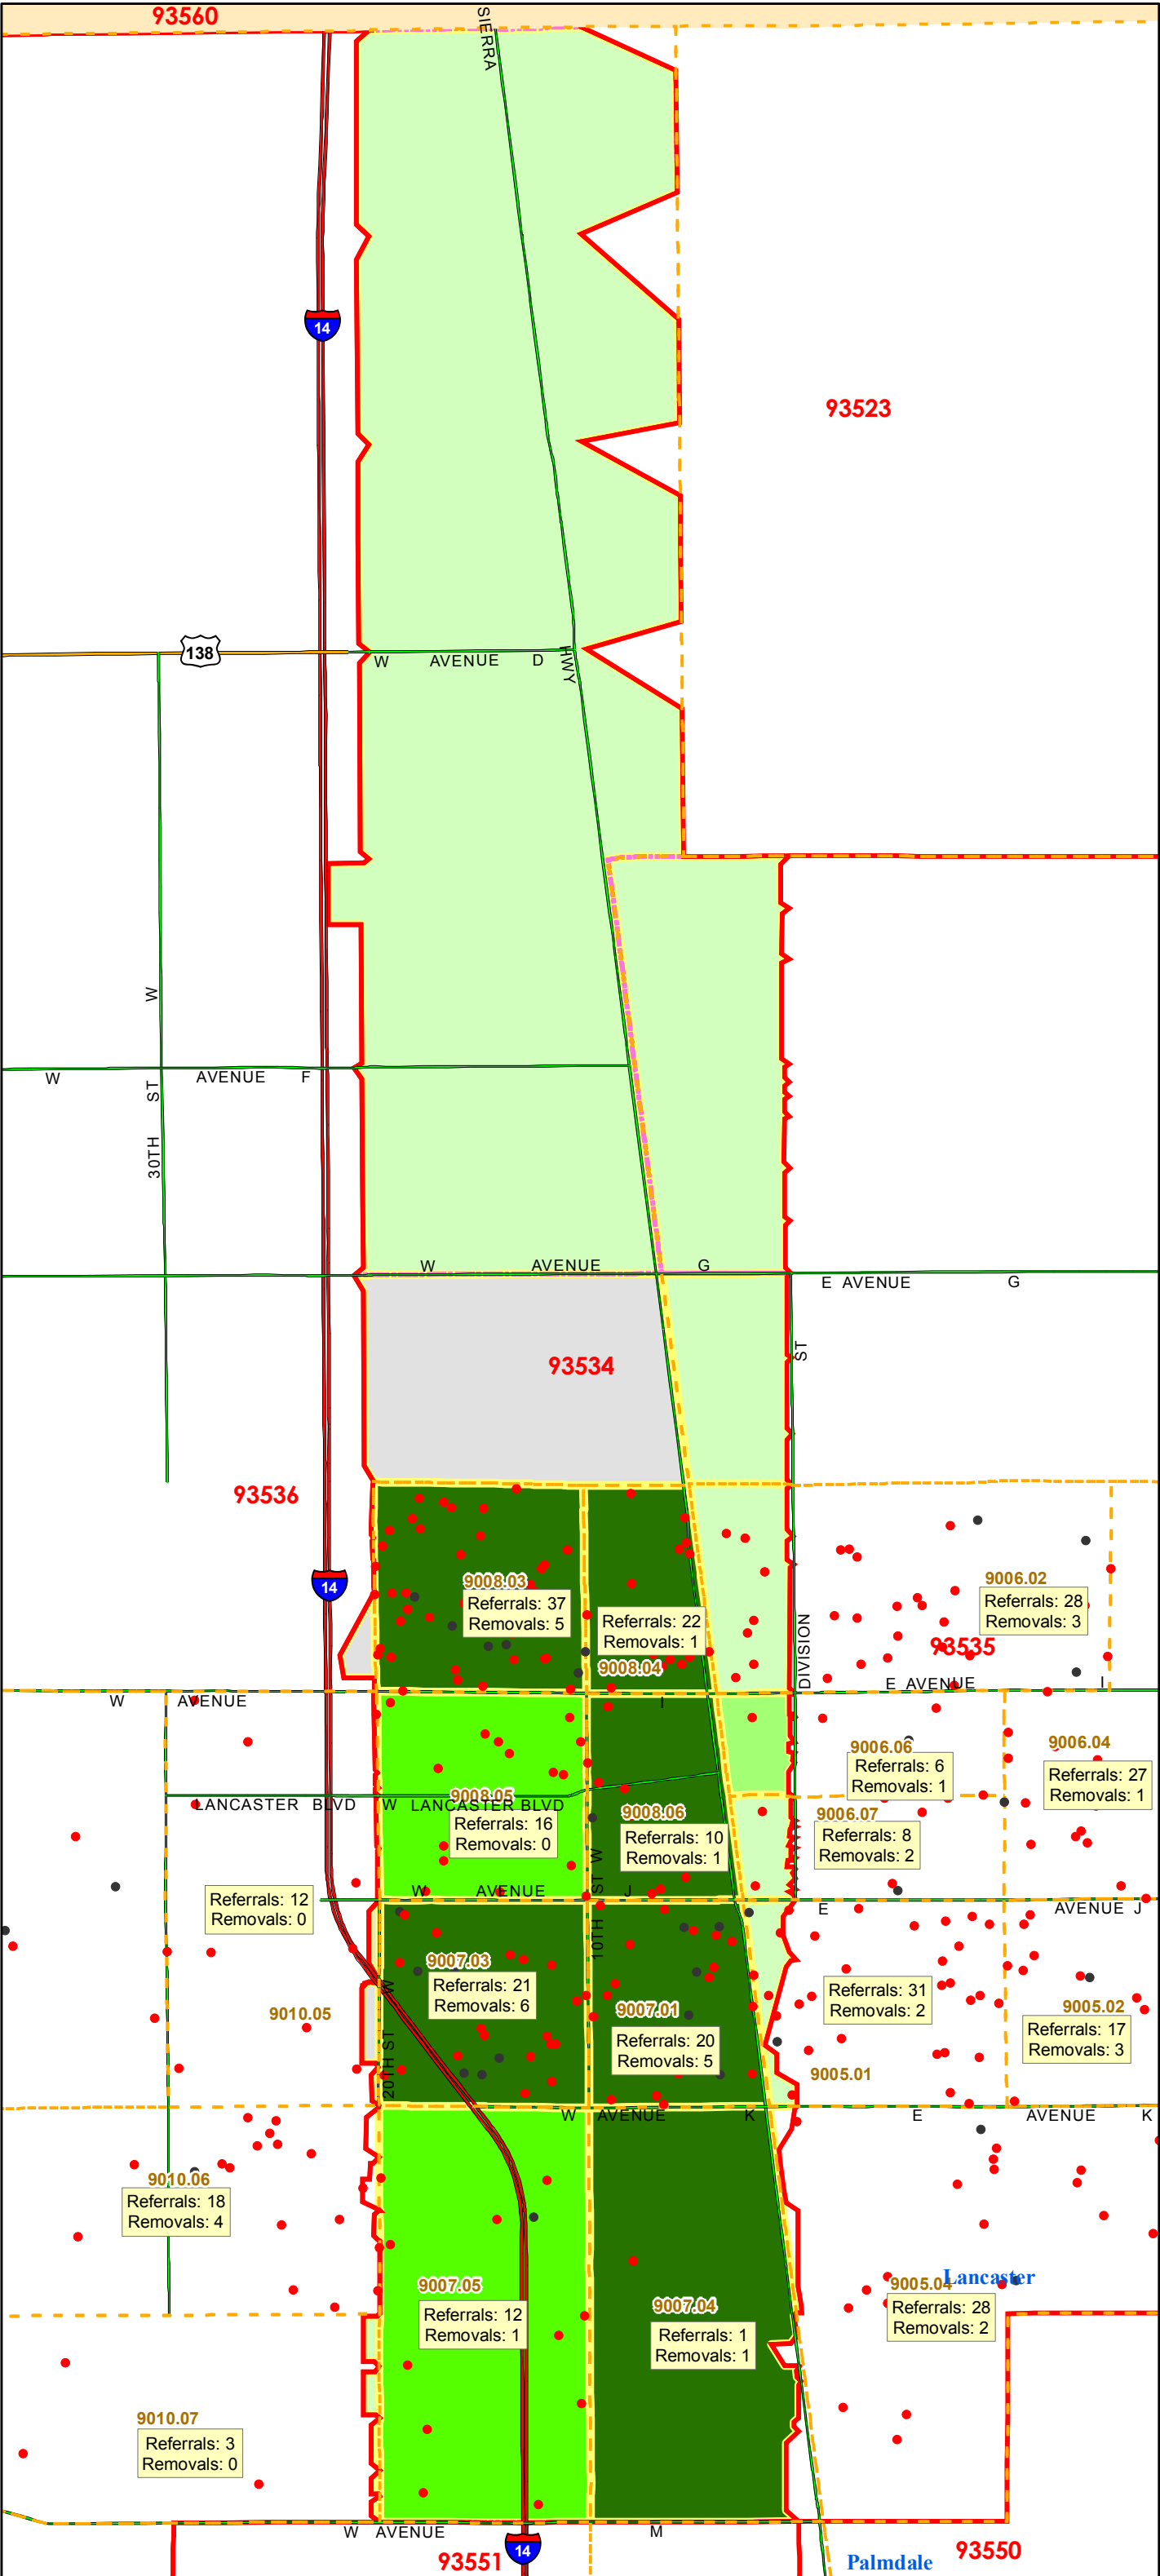 93560
SIERRA
14
93523
138
W AVENUE D
HWY
W
W AVENUE F
ST
30TH
W AVENUE G
E AVENUE G
ST
93534
93536
14
9008.03
Referrals: 37
Removals: 5
Referrals: 22
Removals: 1
9008.04
9006.02
Referrals: 28
Removals: 3
93535
DIVISION
W AVENUE I
E AVENUE I
9006.06
Referrals: 6
Removals: 1
9006.04
Referrals: 27
Removals: 1
9008.05
LANCASTER BLVD W LANCASTER BLVD
Referrals: 16
Removals: 0
9008.06
Referrals: 10
Removals: 1
9006.07
Referrals: 8
Removals: 2
W AVENUE J
E AVENUE J
Referrals: 12
Removals: 0
10TH ST W
9007.03
Referrals: 21
Removals: 6
9010.05
20TH ST W
9007.01
Referrals: 20
Removals: 5
Referrals: 31
Removals: 2
9005.01
9005.02
Referrals: 17
Removals: 3
W AVENUE K
E AVENUE K
9010.06
Referrals: 18
Removals: 4
9007.05
Referrals: 12
Removals: 1
9007.04
Referrals: 1
Removals: 1
Lancaster
9005.04
Referrals: 28
Removals: 2
9010.07
Referrals: 3
Removals: 0
W AVENUE M
14
93551
93550
Palmdale